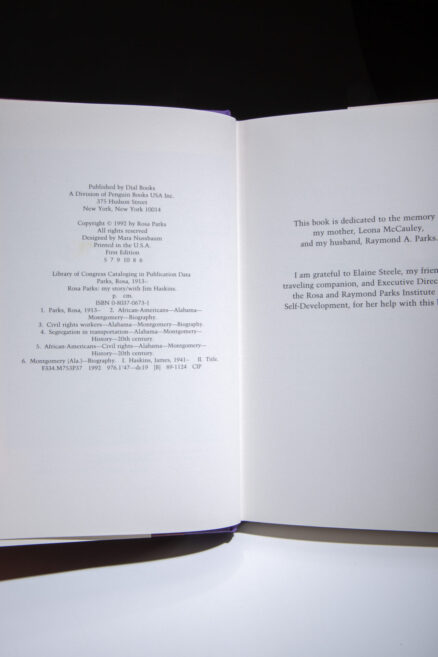 Published by Dial Books
A Division of Penguin Books USA Inc.
375 Hudson Street
New York, New York 10014
Copyright © 1992 by Rosa Parks
All rights reserved
Designed by Mara Nussbaum
Printed in the U.S.A.
First Edition
5 7 9 10 8 6
Library of Congress Cataloging in Publication Data
Parks, Rosa, 1913–
Rosa Parks: my story/with Jim Haskins.
p. cm.
ISBN 0-8037-0673-1
1. Parks, Rosa, 1913– 2. African-Americans—Alabama—
Montgomery—Biography.
3. Civil rights workers—Alabama—Montgomery—Biography.
4. Segregation in transportation—Alabama—Montgomery—
History—20th century.
5. African-Americans—Civil rights—Alabama—Montgomery—
History—20th century.
6. Montgomery (Ala.)—Biography. I. Haskins, James, 1941– II. Title.
F334.M753P37 1992 976.1'47—dc19 [B] 89-1124 CIP
This book is dedicated to the memory
my mother, Leona McCauley,
and my husband, Raymond A. Parks.
I am grateful to Elaine Steele, my frien
traveling companion, and Executive Direc
the Rosa and Raymond Parks Institute
Self-Development, for her help with this